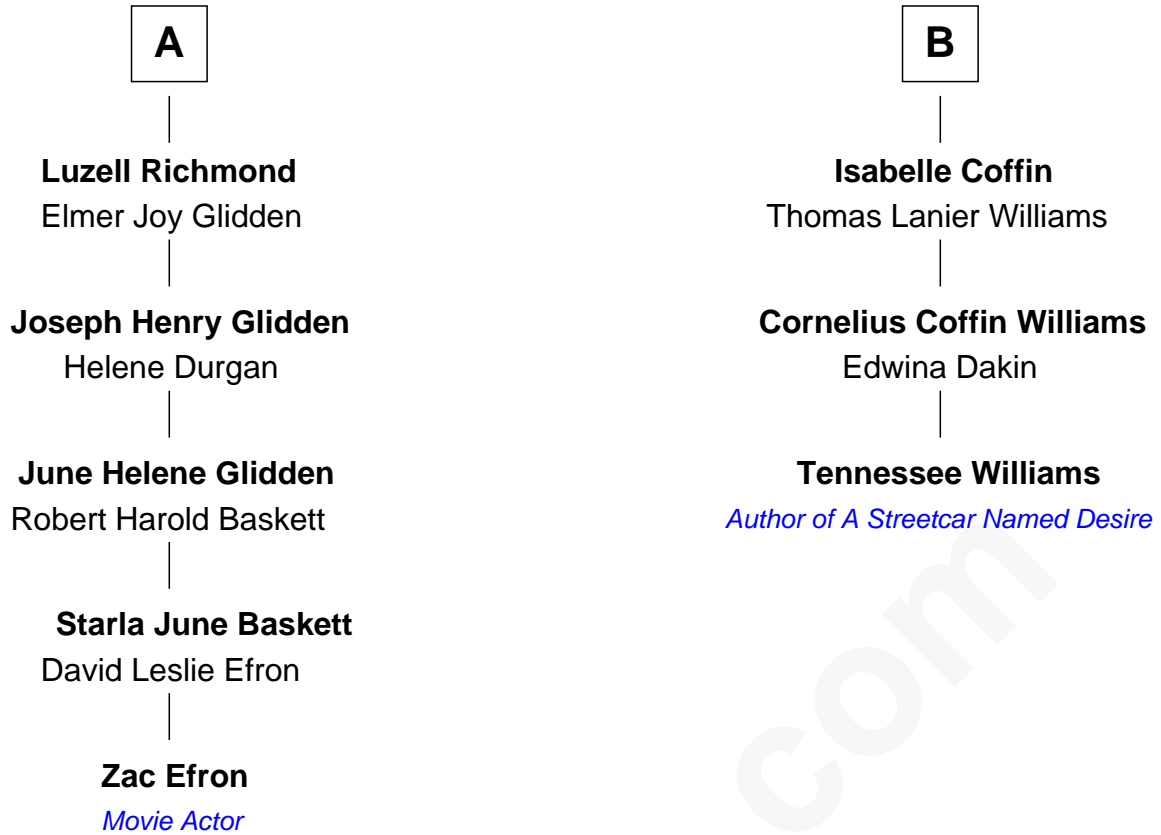 A
Luzell Richmond
Elmer Joy Glidden
Joseph Henry Glidden
Helene Durgan
June Helene Glidden
Robert Harold Baskett
Starla June Baskett
David Leslie Efron
Zac Efron
Movie Actor
B
Isabelle Coffin
Thomas Lanier Williams
Cornelius Coffin Williams
Edwina Dakin
Tennessee Williams
Author of A Streetcar Named Desire
com